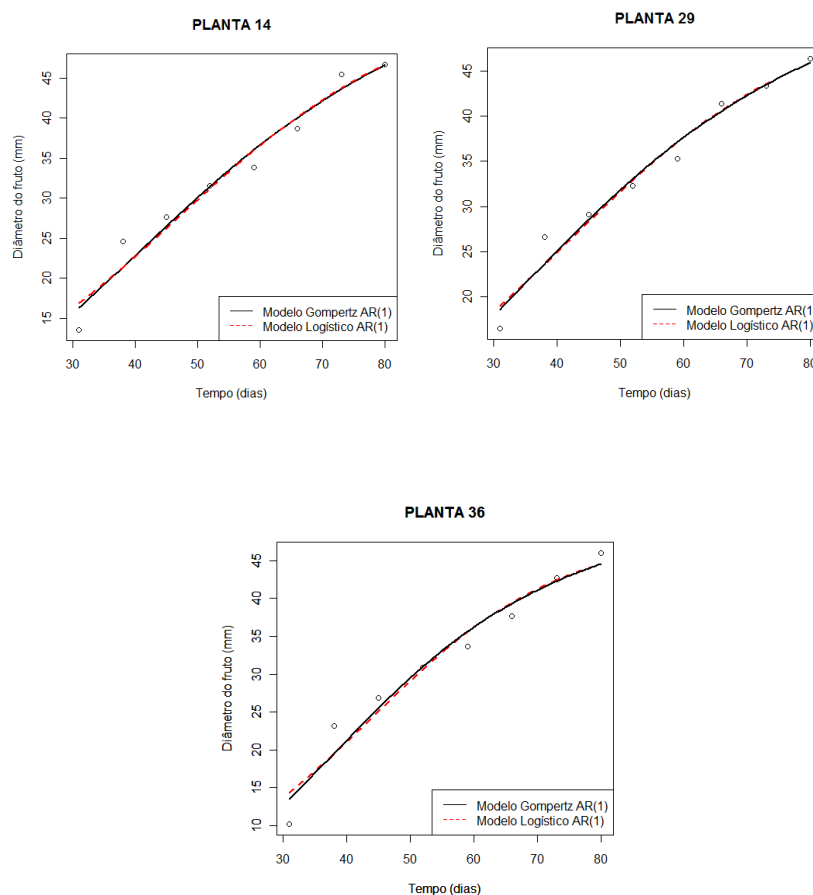 PLANTA 14
Diâmetro do fruto (mm)
45
40
35
30
25
20
15
Modelo Gompertz AR(1)
Modelo Logístico AR(1)
30 40 50 60 70 80
Tempo (dias)
PLANTA 29
Diâmetro do fruto (mm)
45
40
35
30
25
20
Modelo Gompertz AR(1)
Modelo Logístico AR(1)
30 40 50 60 70 80
Tempo (dias)
PLANTA 36
Diâmetro do fruto (mm)
45
40
35
30
25
20
15
10
Modelo Gompertz AR(1)
Modelo Logístico AR(1)
30 40 50 60 70 80
Tempo (dias)